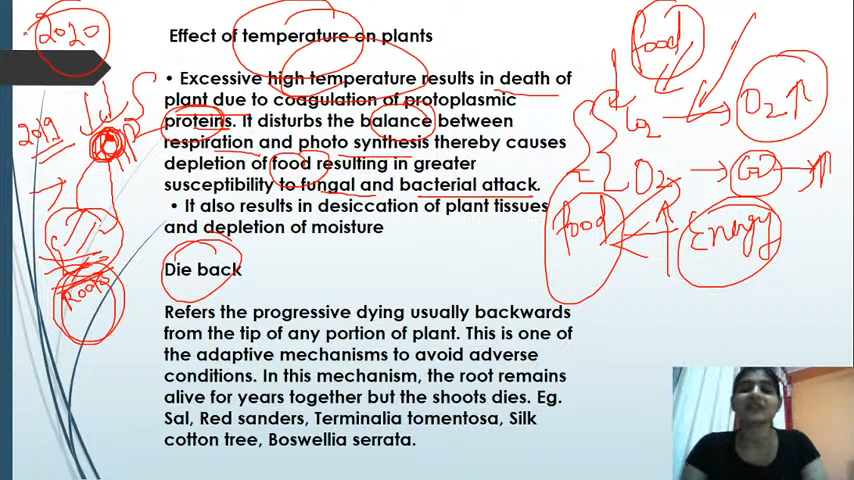 2020
Effect of temperature on plants
• Excessive high temperature results in death of
plant due to coagulation of protoplasmic
proteins. It disturbs the balance between
respiration and photo synthesis thereby causes
depletion of food resulting in greater
susceptibility to fungal and bacterial attack.
• It also results in desiccation of plant tissues
and depletion of moisture
Die back
Refers the progressive dying usually backwards
from the tip of any portion of plant. This is one of
the adaptive mechanisms to avoid adverse
conditions. In this mechanism, the root remains
alive for years together but the shoots dies. Eg.
Sal, Red sanders, Terminalia tomentosa, Silk
cotton tree, Boswellia serrata.
2019
Roots
food
Co2 → O2 ↑
O2 → Co2 → ↑
food
Energy